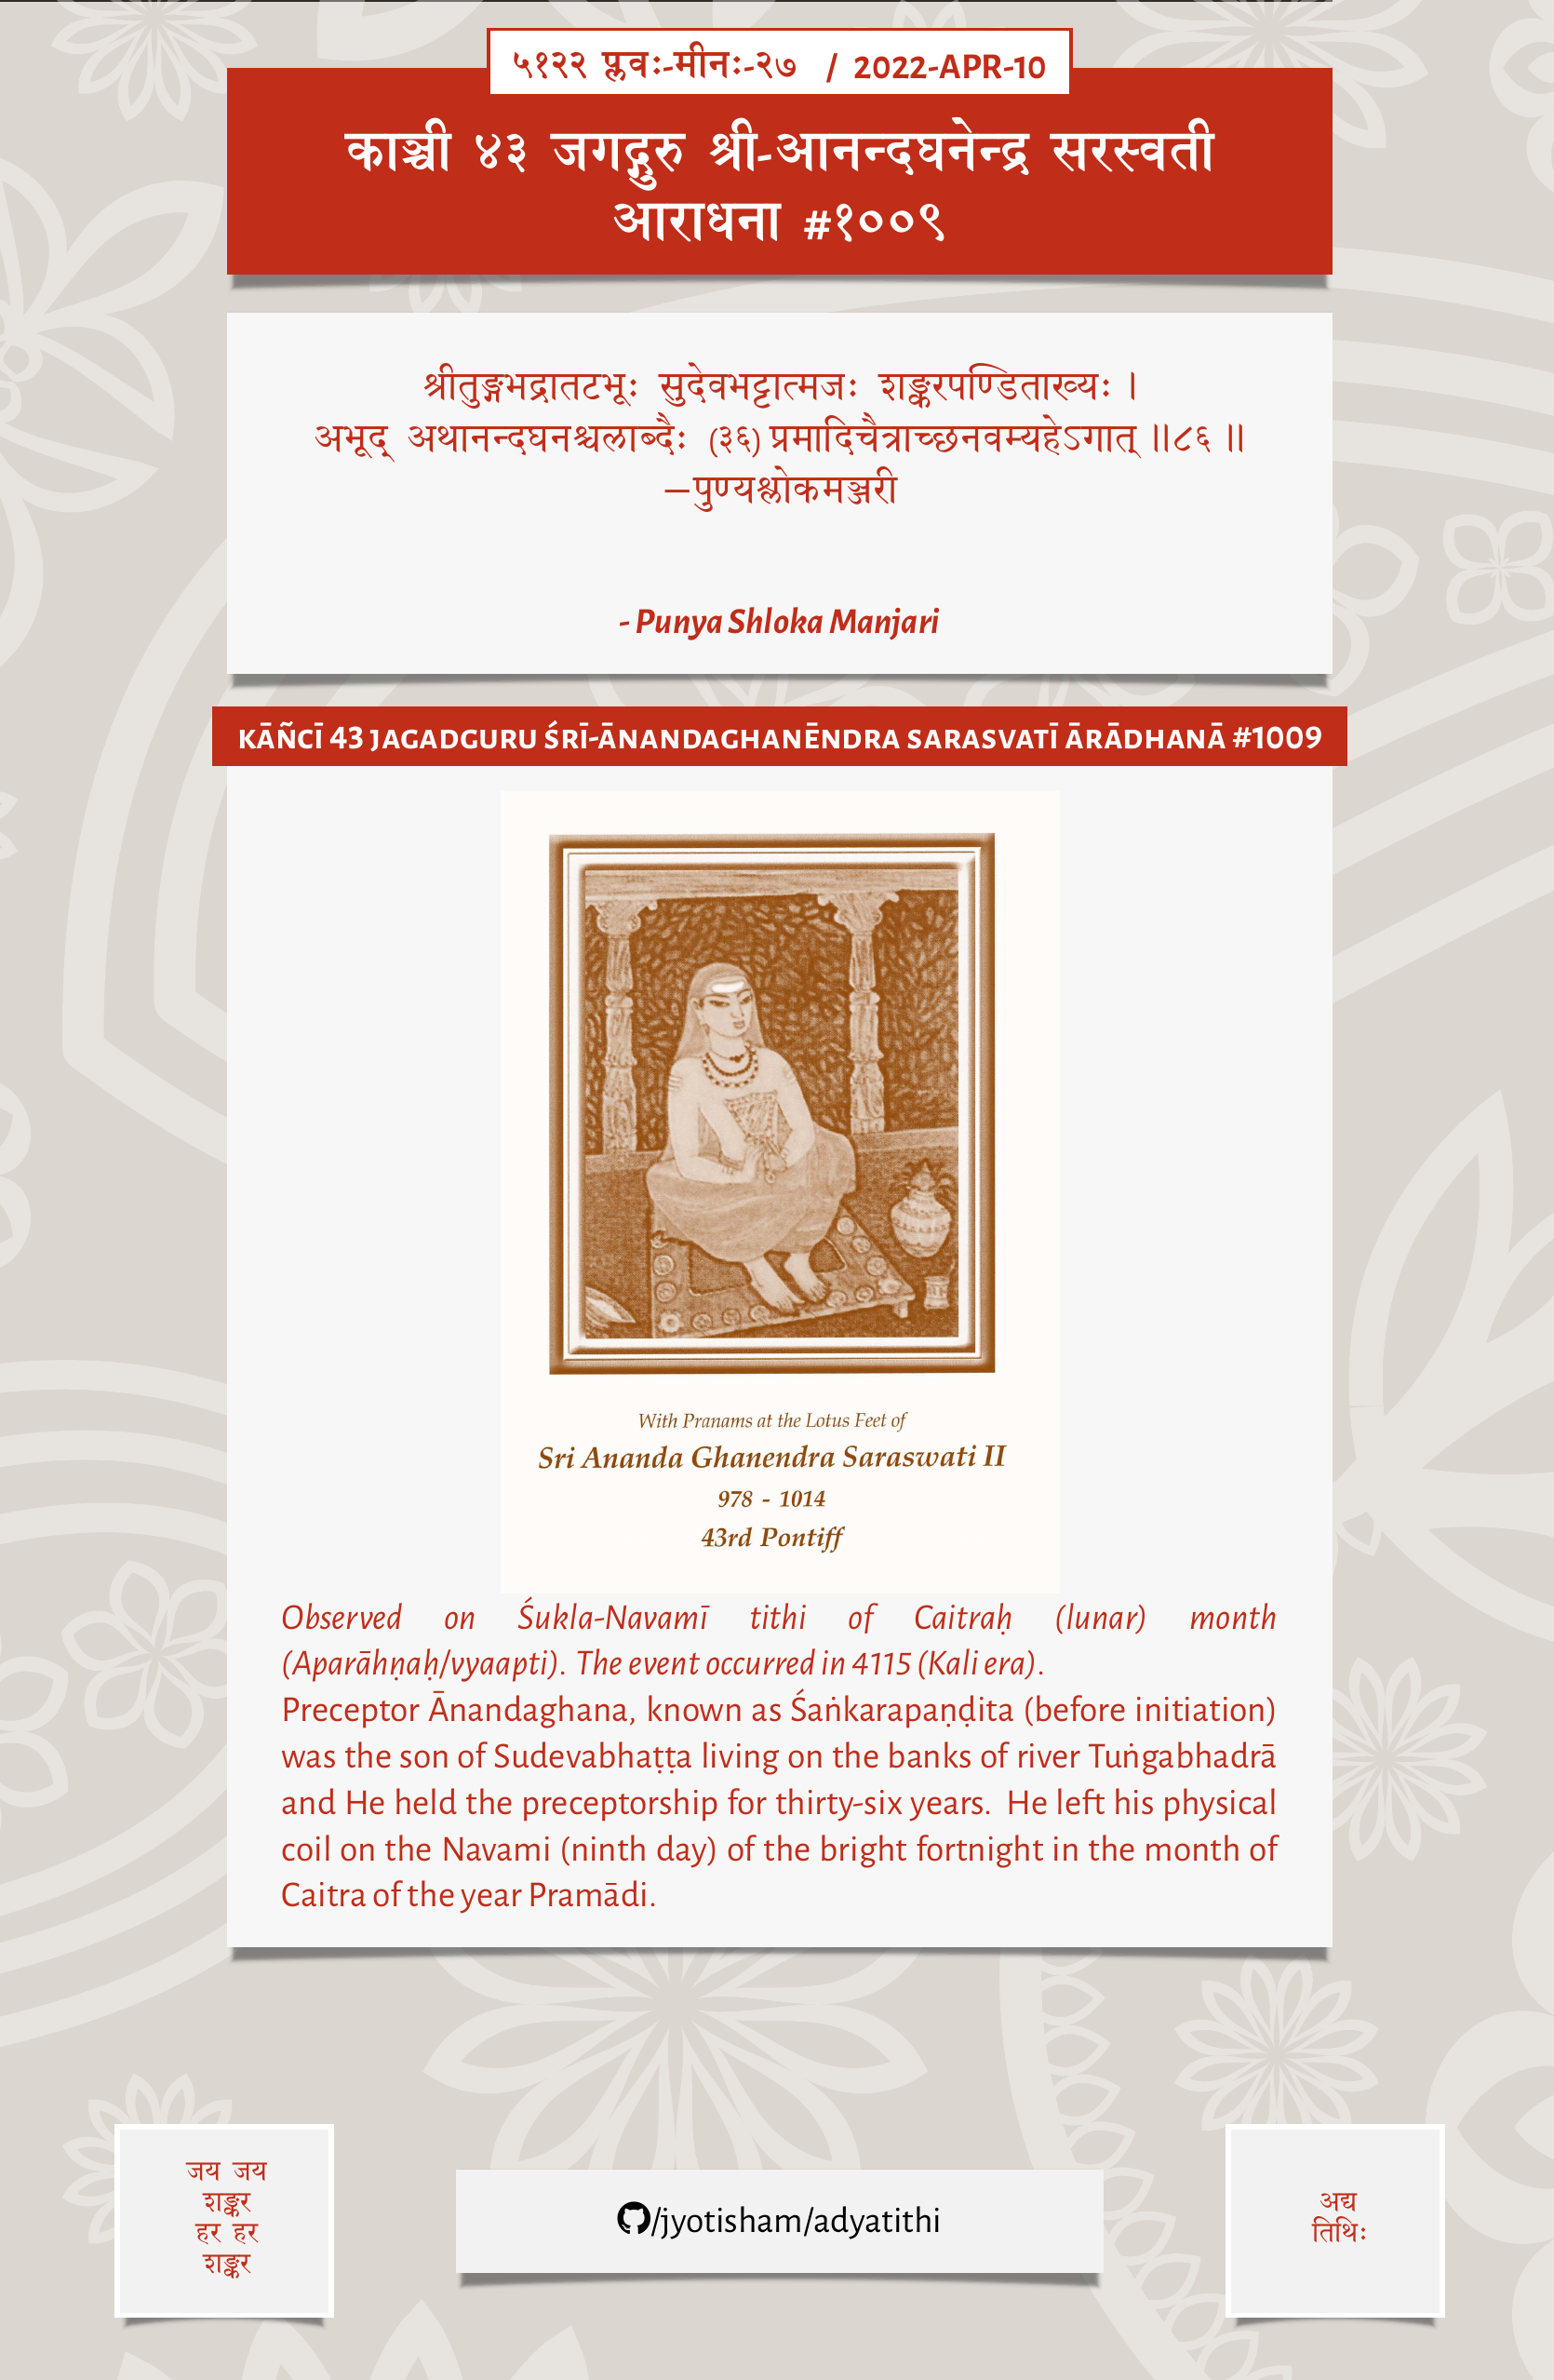 ५१२२ प्लवः-मीनः-२७ / 2022-APR-10
काञ्ची ४३ जगद्गुरु श्री-आनन्दघनेन्द्र सरस्वती
आराधना #१००९
श्रीतुङ्गभद्रातटभूः सुदेवभट्टात्मजः शङ्करपण्डिताख्यः ।
अभूद् अथानन्दघनश्चलाब्दैः (३६) प्रमादिचैत्राच्छनवम्यहेऽगात् ॥८६ ॥
—पुण्यश्लोकमञ्जरी
- Punya Shloka Manjari
KĀÑCĪ 43 JAGADGURU ŚRĪ-ĀNANDAGHANĒNDRA SARASVATĪ ĀRĀDHANĀ #1009
With Pranams at the Lotus Feet of
Sri Ananda Ghanendra Saraswati II
978 - 1014
43rd Pontiff
Observed on Śukla-Navamī tithi of Caitraḥ (lunar) month
(Aparāhṇaḥ/vyaapti). The event occurred in 4115 (Kali era).
Preceptor Ānandaghana, known as Śaṅkarapaṇḍita (before initiation)
was the son of Sudevabhaṭṭa living on the banks of river Tuṅgabhadrā
and He held the preceptorship for thirty-six years. He left his physical
coil on the Navami (ninth day) of the bright fortnight in the month of
Caitra of the year Pramādi.
जय जय
शङ्कर
हर हर
शङ्कर
/jyotisham/adyatithi
अद्य
तिथिः